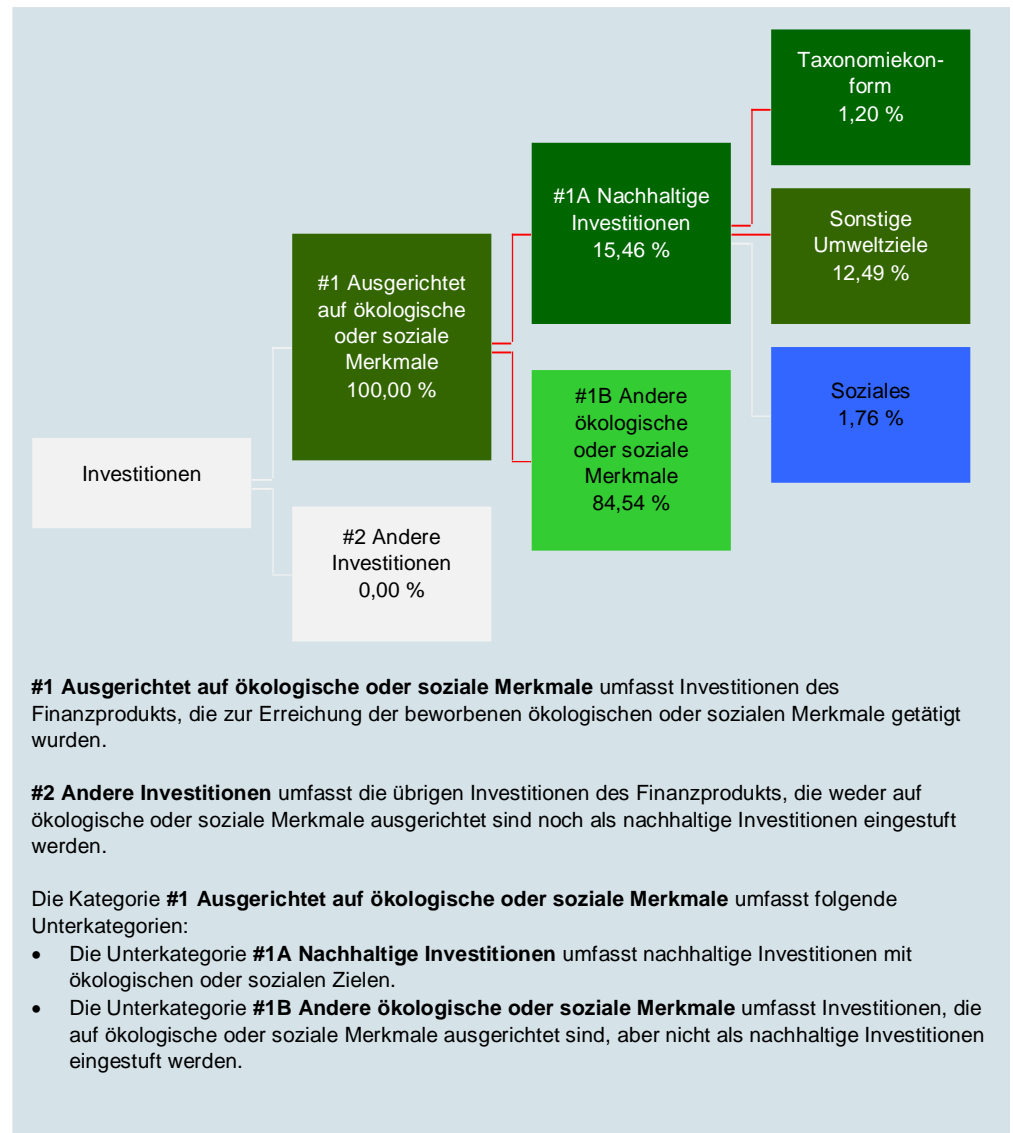 Taxonomiekon-
form
1,20 %
#1A Nachhaltige
Investitionen
15,46 %
Sonstige
Umweltziele
12,49 %
#1 Ausgerichtet
auf ökologische
oder soziale
Merkmale
100,00 %
Soziales
1,76 %
#1B Andere
ökologische
oder soziale
Merkmale
84,54 %
Investitionen
#2 Andere
Investitionen
0,00 %
#1 Ausgerichtet auf ökologische oder soziale Merkmale umfasst Investitionen des
Finanzprodukts, die zur Erreichung der beworbenen ökologischen oder sozialen Merkmale getätigt
wurden.
#2 Andere Investitionen umfasst die übrigen Investitionen des Finanzprodukts, die weder auf
ökologische oder soziale Merkmale ausgerichtet sind noch als nachhaltige Investitionen eingestuft
werden.
Die Kategorie #1 Ausgerichtet auf ökologische oder soziale Merkmale umfasst folgende
Unterkategorien:
• Die Unterkategorie #1A Nachhaltige Investitionen umfasst nachhaltige Investitionen mit
ökologischen oder sozialen Zielen.
• Die Unterkategorie #1B Andere ökologische oder soziale Merkmale umfasst Investitionen, die
auf ökologische oder soziale Merkmale ausgerichtet sind, aber nicht als nachhaltige Investitionen
eingestuft werden.